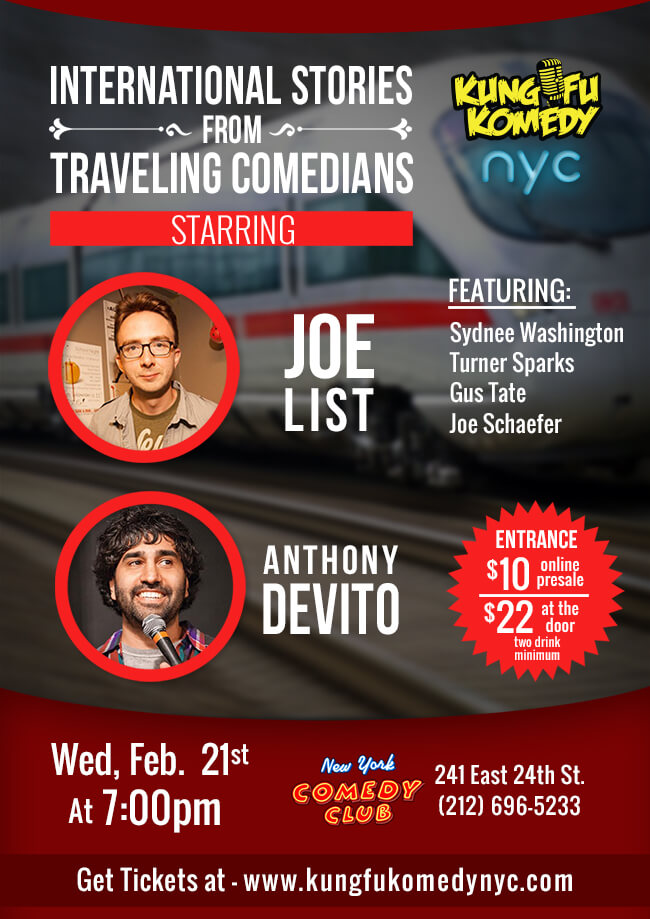 INTERNATIONAL STORIES
FROM
TRAVELING COMEDIANS
STARRING
KUNG FU
KOMEDY
nyc
JOE
LIST
FEATURING:
Sydnee Washington
Turner Sparks
Gus Tate
Joe Schaefer
ANTHONY
DEVITO
ENTRANCE
$10 online presale
$22 at the door
two drink
minimum
Wed, Feb. 21st
At 7:00pm
New York
COMEDY
CLUB
241 East 24th St.
(212) 696-5233
Get Tickets at - www.kungfukomedynyc.com